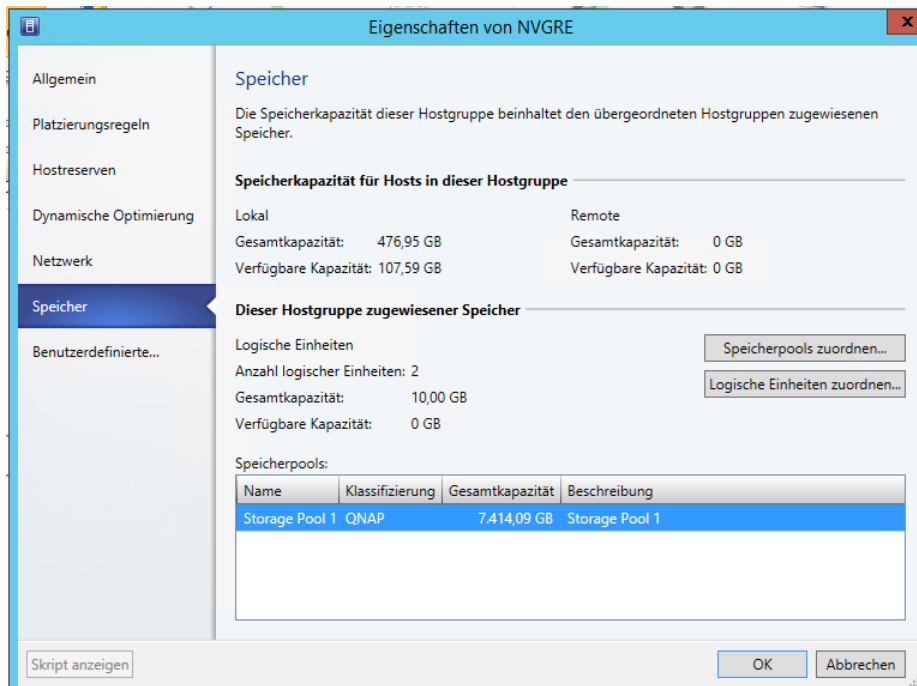 Eigenschaften von NVGRE
x
Allgemein
Platzierungsregeln
Hostreserven
Dynamische Optimierung
Netzwerk
Speicher
Benutzerdefinierte...
Speicher
Die Speicherkapazität dieser Hostgruppe beinhaltet den übergeordneten Hostgruppen zugewiesenen
Speicher.
Speicherkapazität für Hosts in dieser Hostgruppe
Lokal
Gesamtkapazität: 476,95 GB
Verfügbare Kapazität: 107,59 GB
Remote
Gesamtkapazität: 0 GB
Verfügbare Kapazität: 0 GB
Dieser Hostgruppe zugewiesener Speicher
Logische Einheiten
Anzahl logischer Einheiten: 2
Gesamtkapazität: 10,00 GB
Verfügbare Kapazität: 0 GB
Speicherpools zuordnen...
Logische Einheiten zuordnen...
Speicherpools:
Name Klassifizierung Gesamtkapazität Beschreibung
Storage Pool 1 QNAP 7.414,09 GB Storage Pool 1
Skript anzeigen
OK
Abbrechen